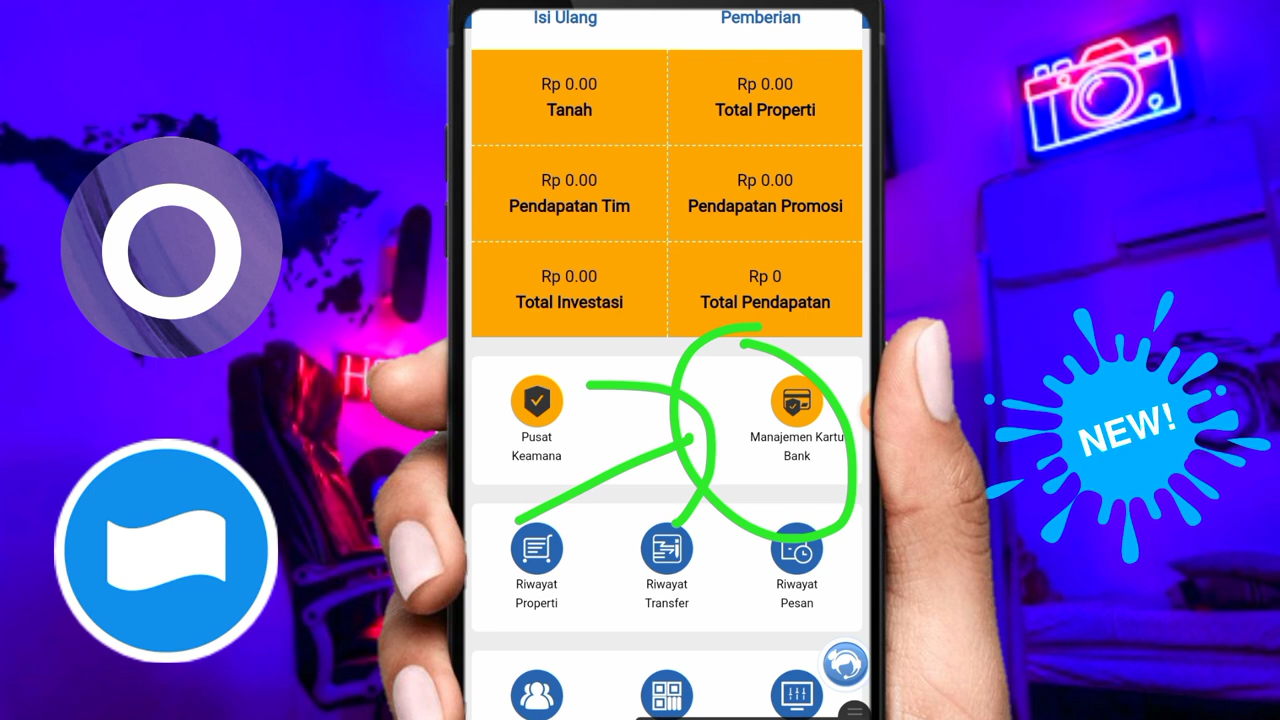 Isi Ulang
Pemberian
Rp 0.00
Tanah
Rp 0.00
Total Properti
Rp 0.00
Pendapatan Tim
Rp 0.00
Pendapatan Promosi
Rp 0.00
Total Investasi
Rp 0
Total Pendapatan
Pusat
Keamana
Manajemen Kartu
Bank
Riwayat
Properti
Riwayat
Transfer
Riwayat
Pesan
NEW!